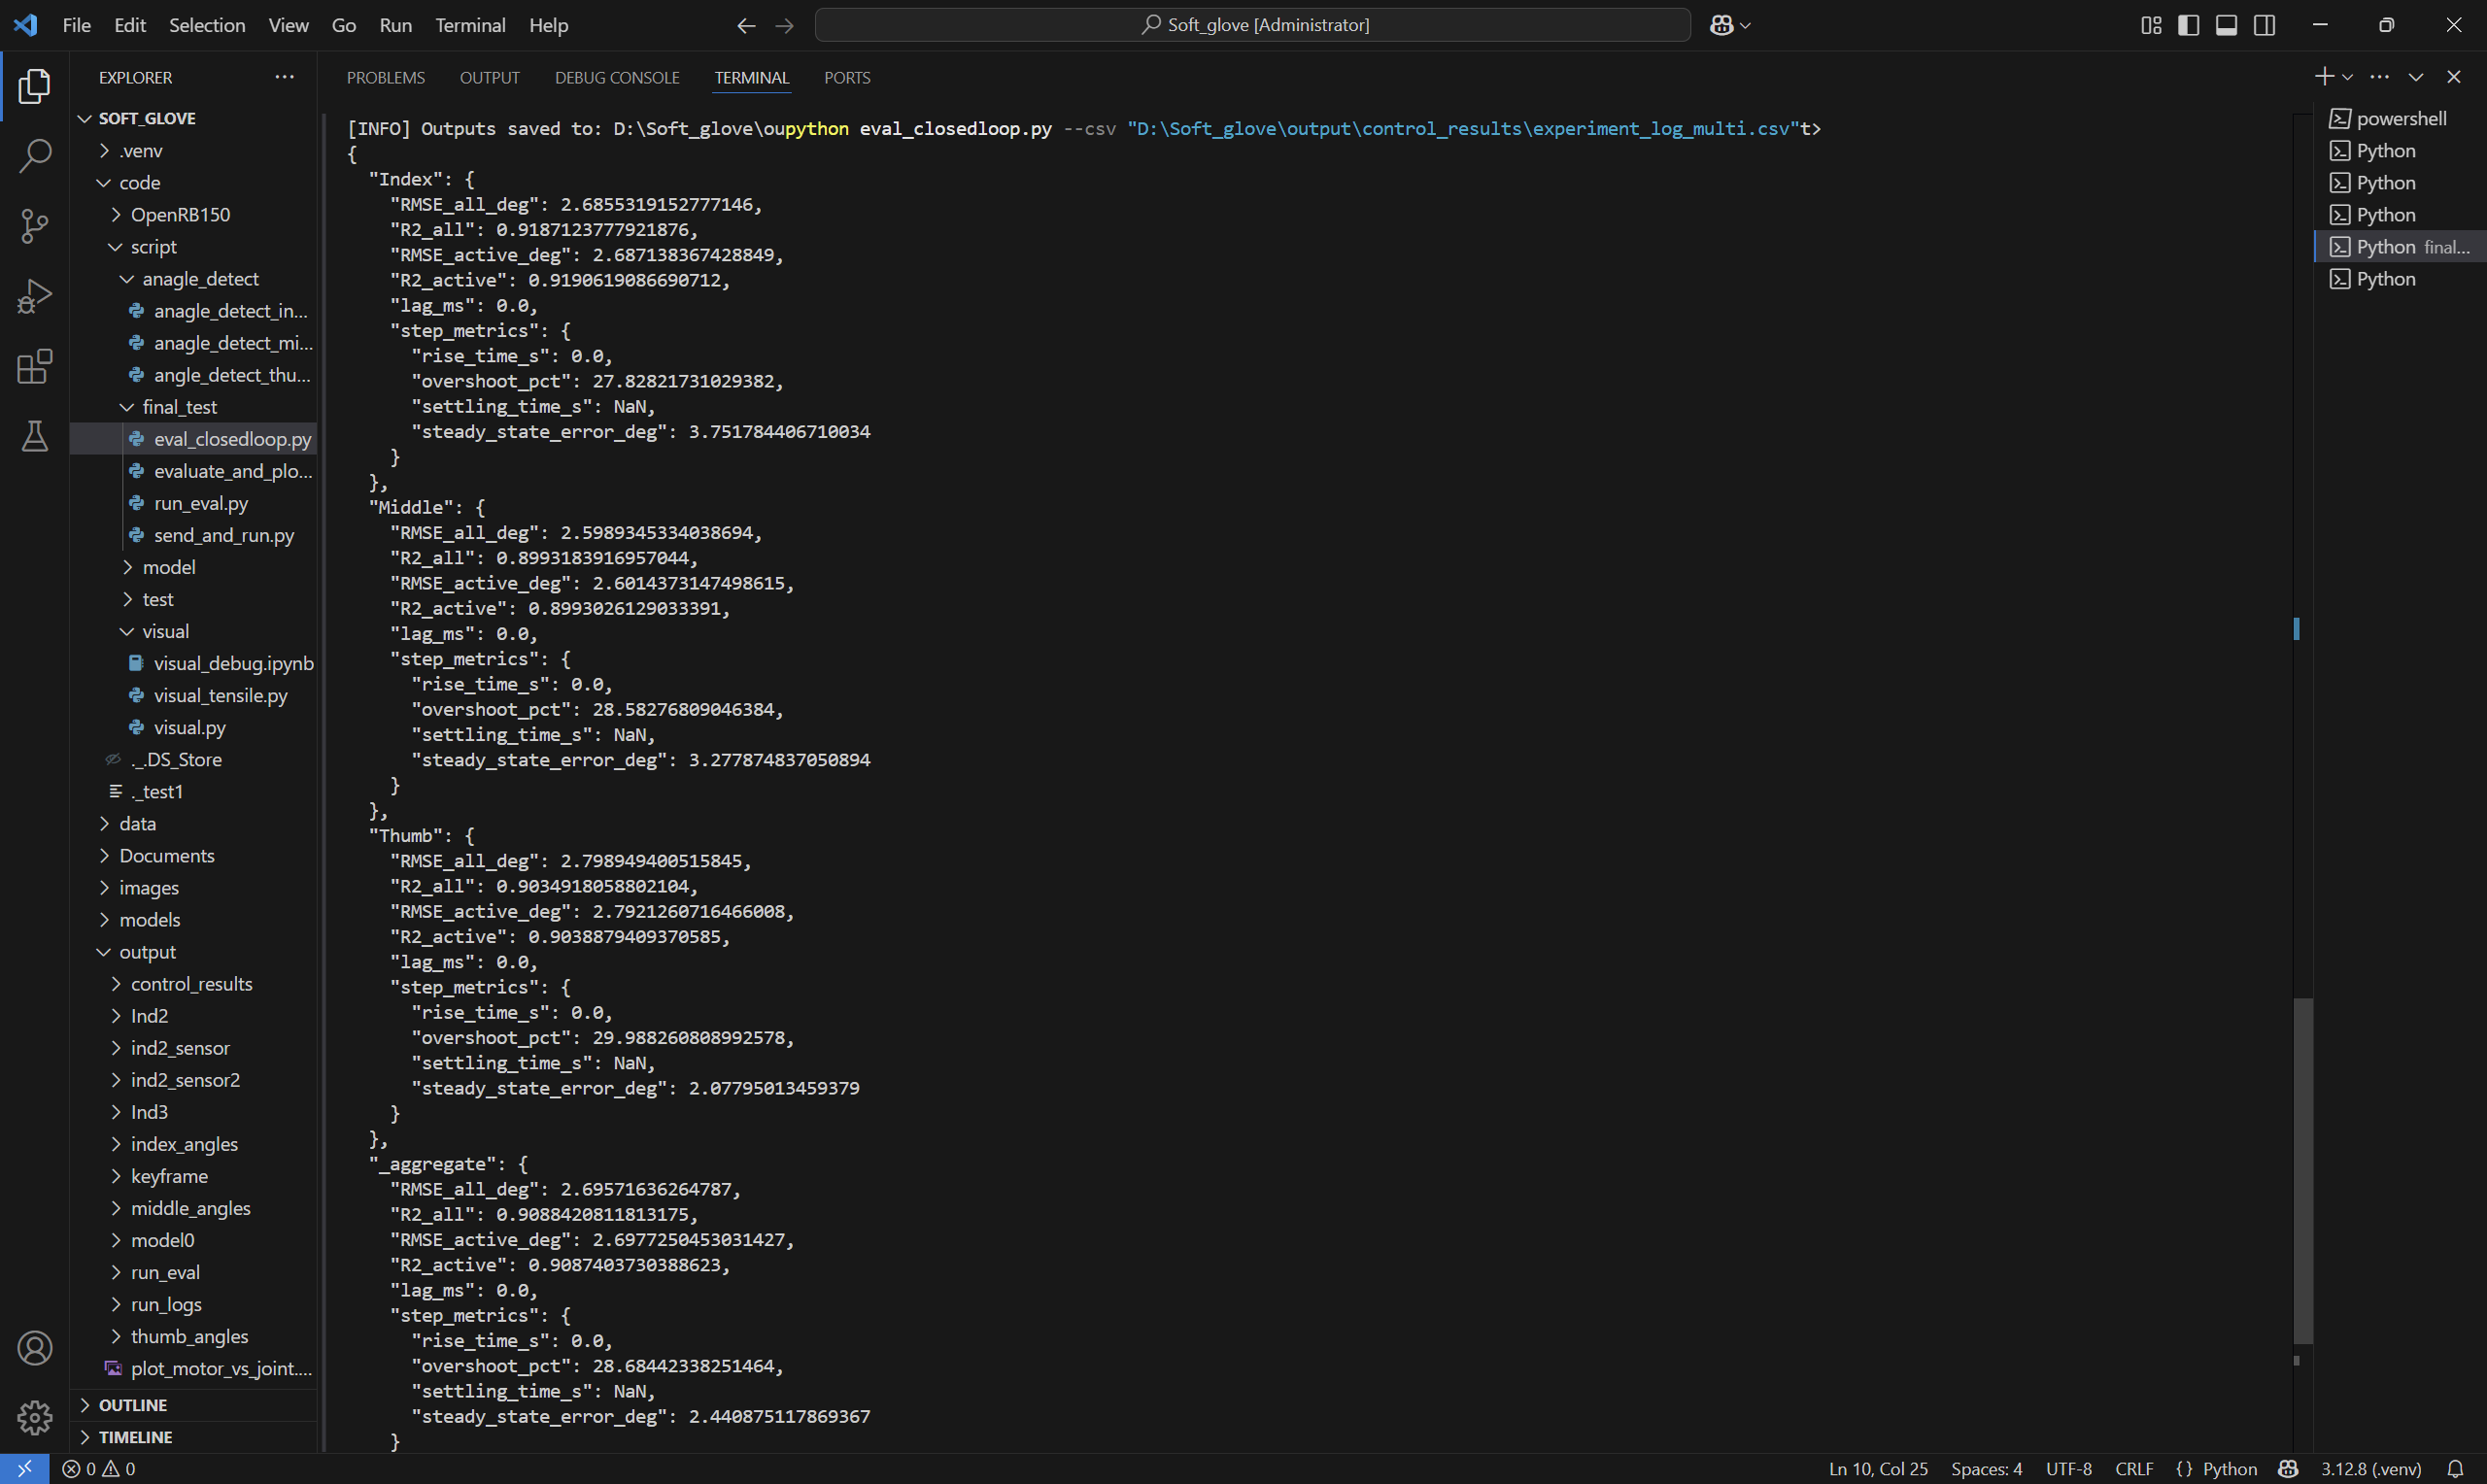 File Edit Selection View Go Run Terminal Help
Soft_glove [Administrator]
EXPLORER
SOFT_GLOVE
.venv
code
OpenRB150
script
anagle_detect
anagle_detect_in...
anagle_detect_mi...
angle_detect_thu...
final_test
eval_closedloop.py
evaluate_and_plo...
run_eval.py
send_and_run.py
model
test
visual
visual_debug.ipynb
visual_tensile.py
visual.py
._.DS_Store
._test1
data
Documents
images
models
output
control_results
Ind2
ind2_sensor
ind2_sensor2
Ind3
index_angles
keyframe
middle_angles
model0
run_eval
run_logs
thumb_angles
plot_motor_vs_joint....
OUTLINE
TIMELINE
PROBLEMS OUTPUT DEBUG CONSOLE TERMINAL PORTS
[INFO] Outputs saved to: D:\Soft_glove\oupython eval_closedloop.py --csv "D:\Soft_glove\output\control_results\experiment_log_multi.csv"t>
{
"Index": {
"RMSE_all_deg": 2.6855319152777146,
"R2_all": 0.9187123777921876,
"RMSE_active_deg": 2.687138367428849,
"R2_active": 0.9190619086690712,
"lag_ms": 0.0,
"step_metrics": {
"rise_time_s": 0.0,
"overshoot_pct": 27.82821731029382,
"settling_time_s": NaN,
"steady_state_error_deg": 3.751784406710034
}
},
"Middle": {
"RMSE_all_deg": 2.5989345334038694,
"R2_all": 0.8993183916957044,
"RMSE_active_deg": 2.6014373147498615,
"R2_active": 0.8993026129033391,
"lag_ms": 0.0,
"step_metrics": {
"rise_time_s": 0.0,
"overshoot_pct": 28.58276809046384,
"settling_time_s": NaN,
"steady_state_error_deg": 3.277874837050894
}
},
"Thumb": {
"RMSE_all_deg": 2.798949400515845,
"R2_all": 0.9034918058802104,
"RMSE_active_deg": 2.7921260716466008,
"R2_active": 0.9038879409370585,
"lag_ms": 0.0,
"step_metrics": {
"rise_time_s": 0.0,
"overshoot_pct": 29.988260808992578,
"settling_time_s": NaN,
"steady_state_error_deg": 2.07795013459379
}
},
"_aggregate": {
"RMSE_all_deg": 2.69571636264787,
"R2_all": 0.9088420811813175,
"RMSE_active_deg": 2.6977250453031427,
"R2_active": 0.9087403730388623,
"lag_ms": 0.0,
"step_metrics": {
"rise_time_s": 0.0,
"overshoot_pct": 28.68442338251464,
"settling_time_s": NaN,
"steady_state_error_deg": 2.440875117869367
}
powershell
Python
Python
Python
Python final...
Python
0 0
Ln 10, Col 25 Spaces: 4 UTF-8 CRLF {} Python 3.12.8 (.venv)